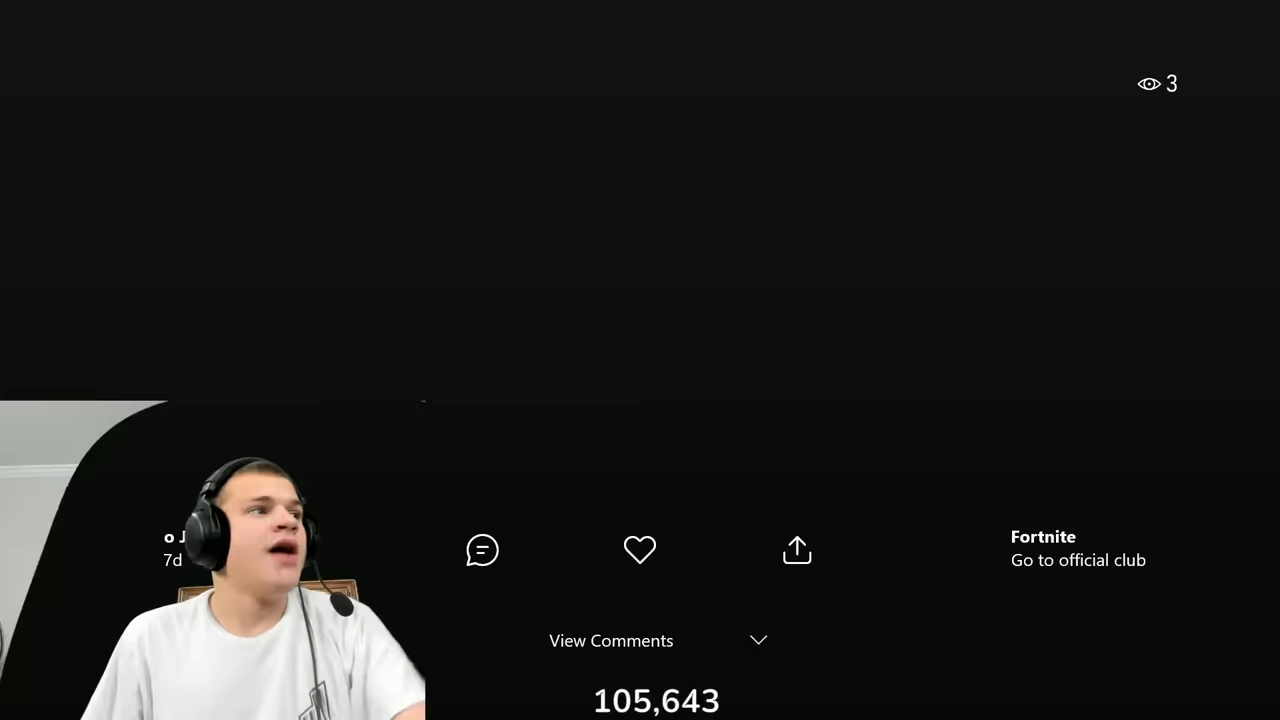 3
o J
Fortnite
7d
Go to official club
View Comments
105,643